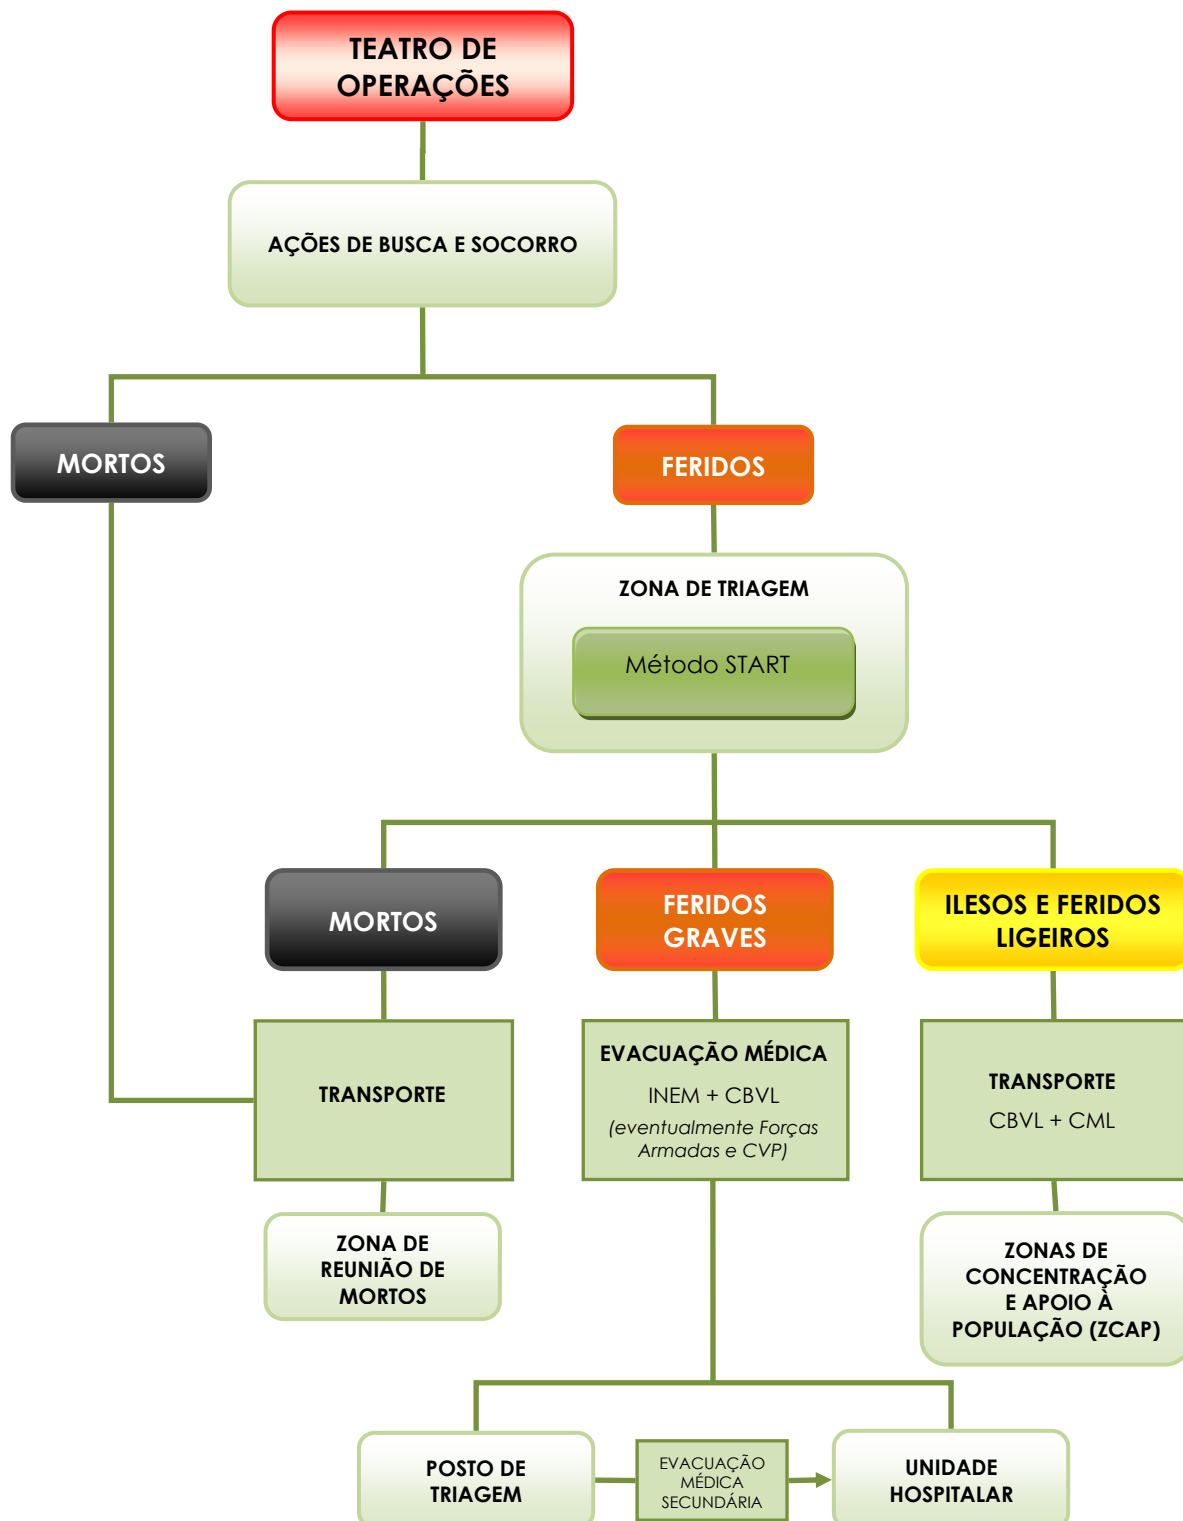 TEATRO DE
OPERAÇÕES
AÇÕES DE BUSCA E SOCORRO
MORTOS
FERIDOS
ZONA DE TRIAGEM
Método START
MORTOS
FERIDOS
GRAVES
ILESOS E FERIDOS
LIGEIROS
TRANSPORTE
EVACUAÇÃO MÉDICA
INEM + CBVL
(eventualmente Forças
Armadas e CVP)
TRANSPORTE
CBVL + CML
ZONA DE
REUNIÃO DE
MORTOS
ZONAS DE
CONCENTRAÇÃO
E APOIO À
POPULAÇÃO (ZCAP)
POSTO DE
TRIAGEM
EVACUAÇÃO
MÉDICA
SECUNDÁRIA
UNIDADE
HOSPITALAR